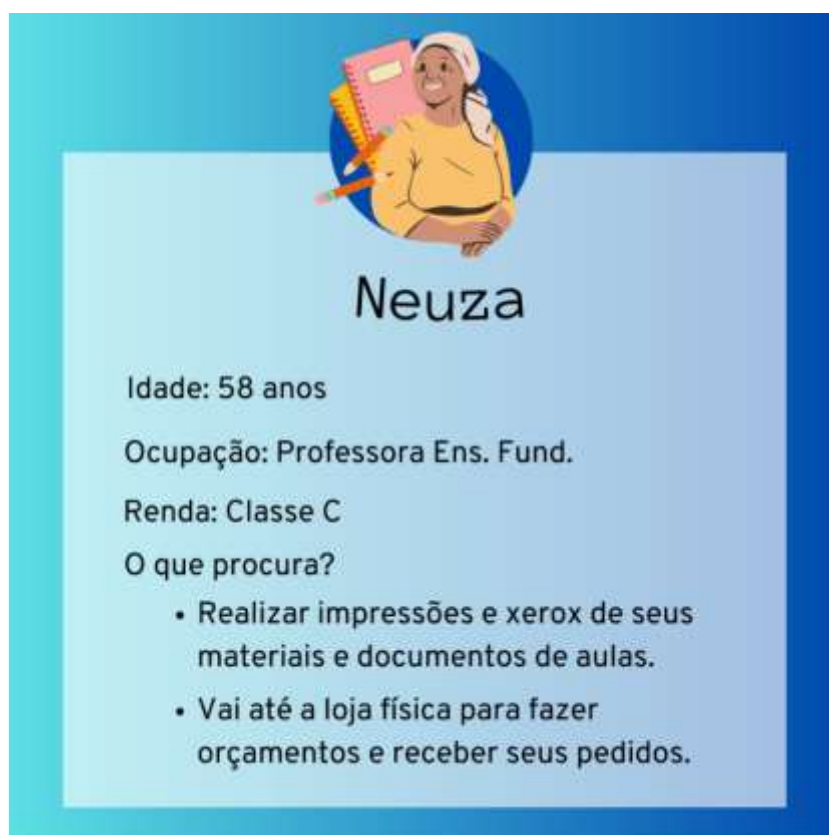 Neuza
Idade: 58 anos
Ocupação: Professora Ens. Fund.
Renda: Classe C
O que procura?
• Realizar impressões e xerox de seus
materiais e documentos de aulas.
• Vai até a loja física para fazer
orçamentos e receber seus pedidos.